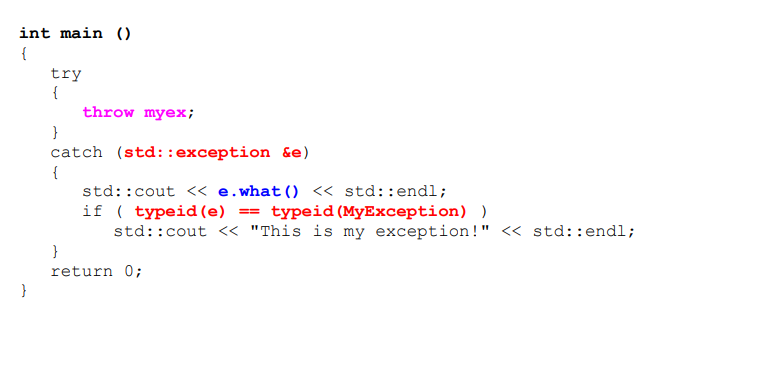 int main ()
{
   try
   {
      throw myex;
   }
   catch (std::exception &e)
   {
      std::cout << e.what() << std::endl;
      if ( typeid(e) == typeid(MyException) )
         std::cout << "This is my exception!" << std::endl;
   }
   return 0;
}